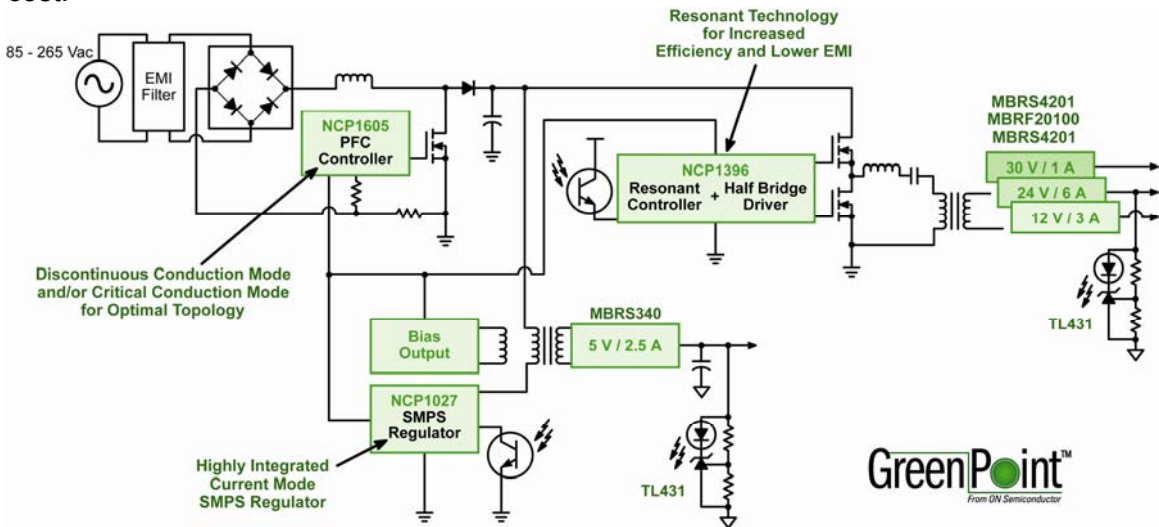 85 - 265 Vac
EMI
Filter
NCP1605
PFC
Controller
Resonant Technology
for Increased
Efficiency and Lower EMI
NCP1396
Resonant
Controller
+
Half Bridge
Driver
MBRS4201
MBRF20100
MBRS4201
30 V / 1 A
24 V / 6 A
12 V / 3 A
TL431
Discontinuous Conduction Mode
and/or Critical Conduction Mode
for Optimal Topology
Bias
Output
MBRS340
5 V / 2.5 A
NCP1027
SMPS
Regulator
Highly Integrated
Current Mode
SMPS Regulator
TL431
GreenPoint™
From ON Semiconductor